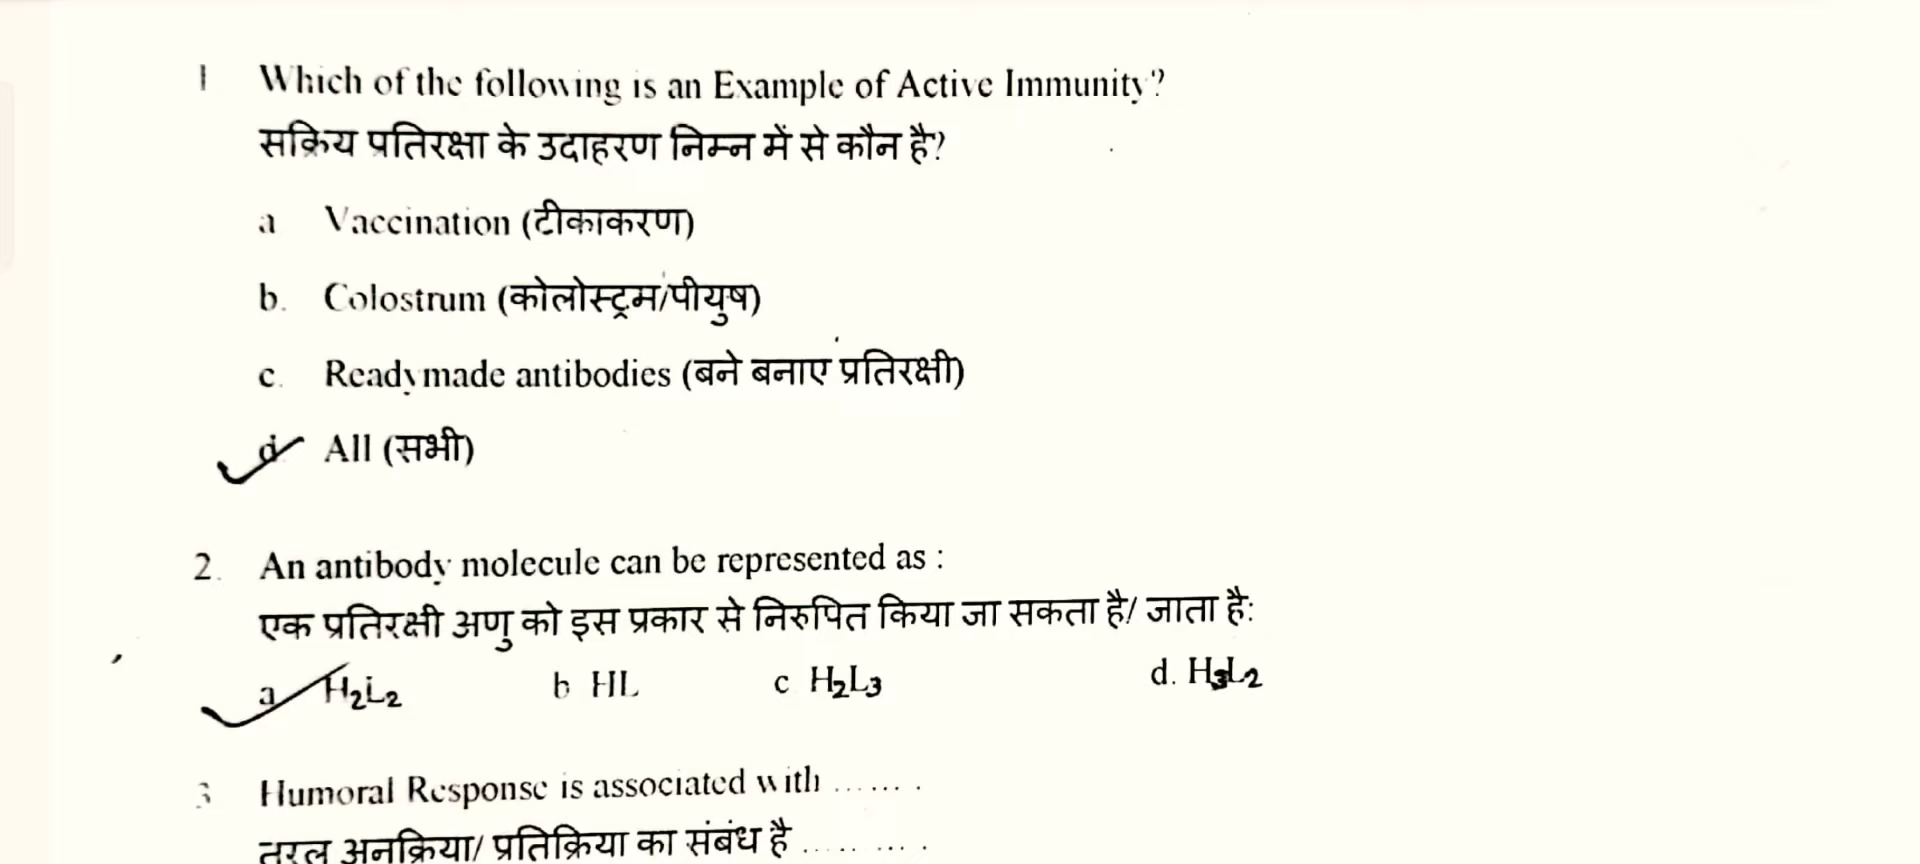 1 Which of the following is an Example of Active Immunity?
सक्रिय प्रतिरक्षा के उदाहरण निम्न में से कौन है?
a Vaccination (टीकाकरण)
b. Colostrum (कोलोस्ट्रम/पीयुष)
c. Readymade antibodies (बने बनाए प्रतिरक्षी)
d All (सभी)
2. An antibody molecule can be represented as :
एक प्रतिरक्षी अणु को इस प्रकार से निरुपित किया जा सकता है/ जाता है:
a H₂L₂ b HL c H₂L₃ d. H₃L₂
3 Humoral Response is associated with .......
तरल अनक्रिया/ प्रतिक्रिया का संबंध है .........